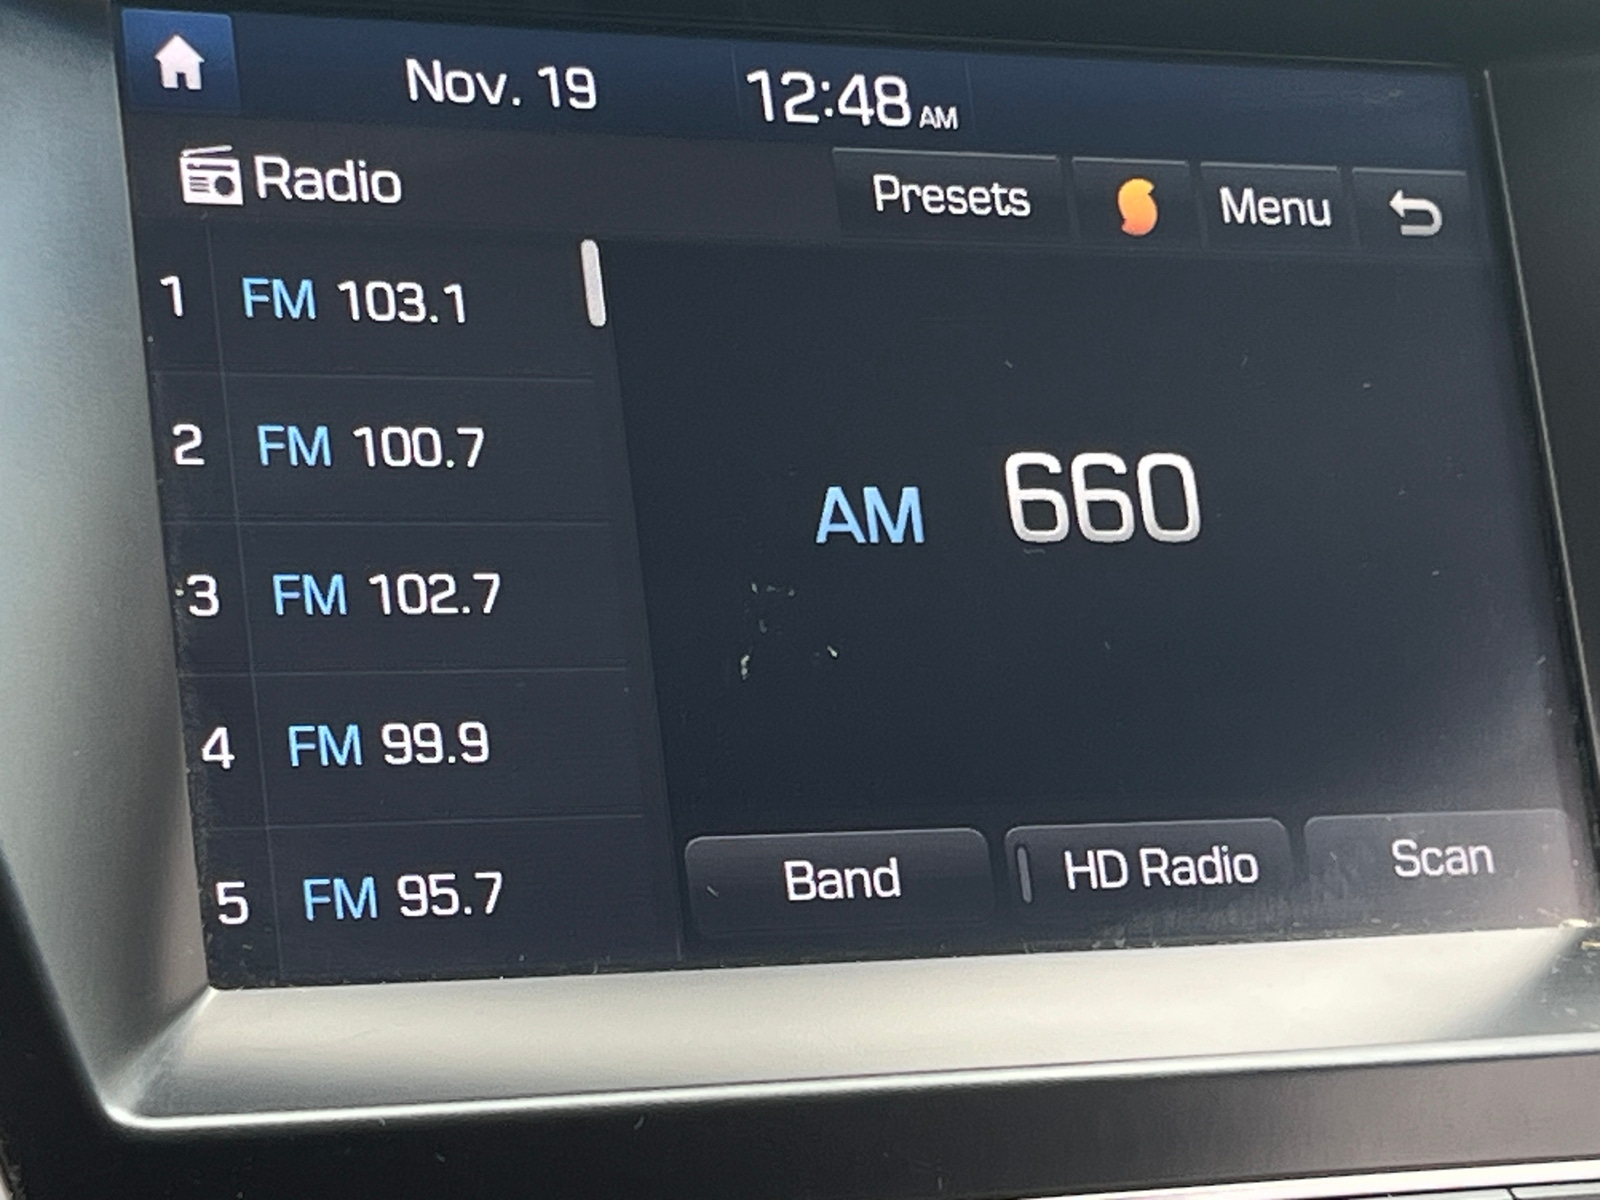 Nov. 19 12:48 AM
Radio
Presets Menu
1 FM 103.1
2 FM 100.7
3 FM 102.7
4 FM 99.9
5 FM 95.7
AM 660
Band HD Radio Scan